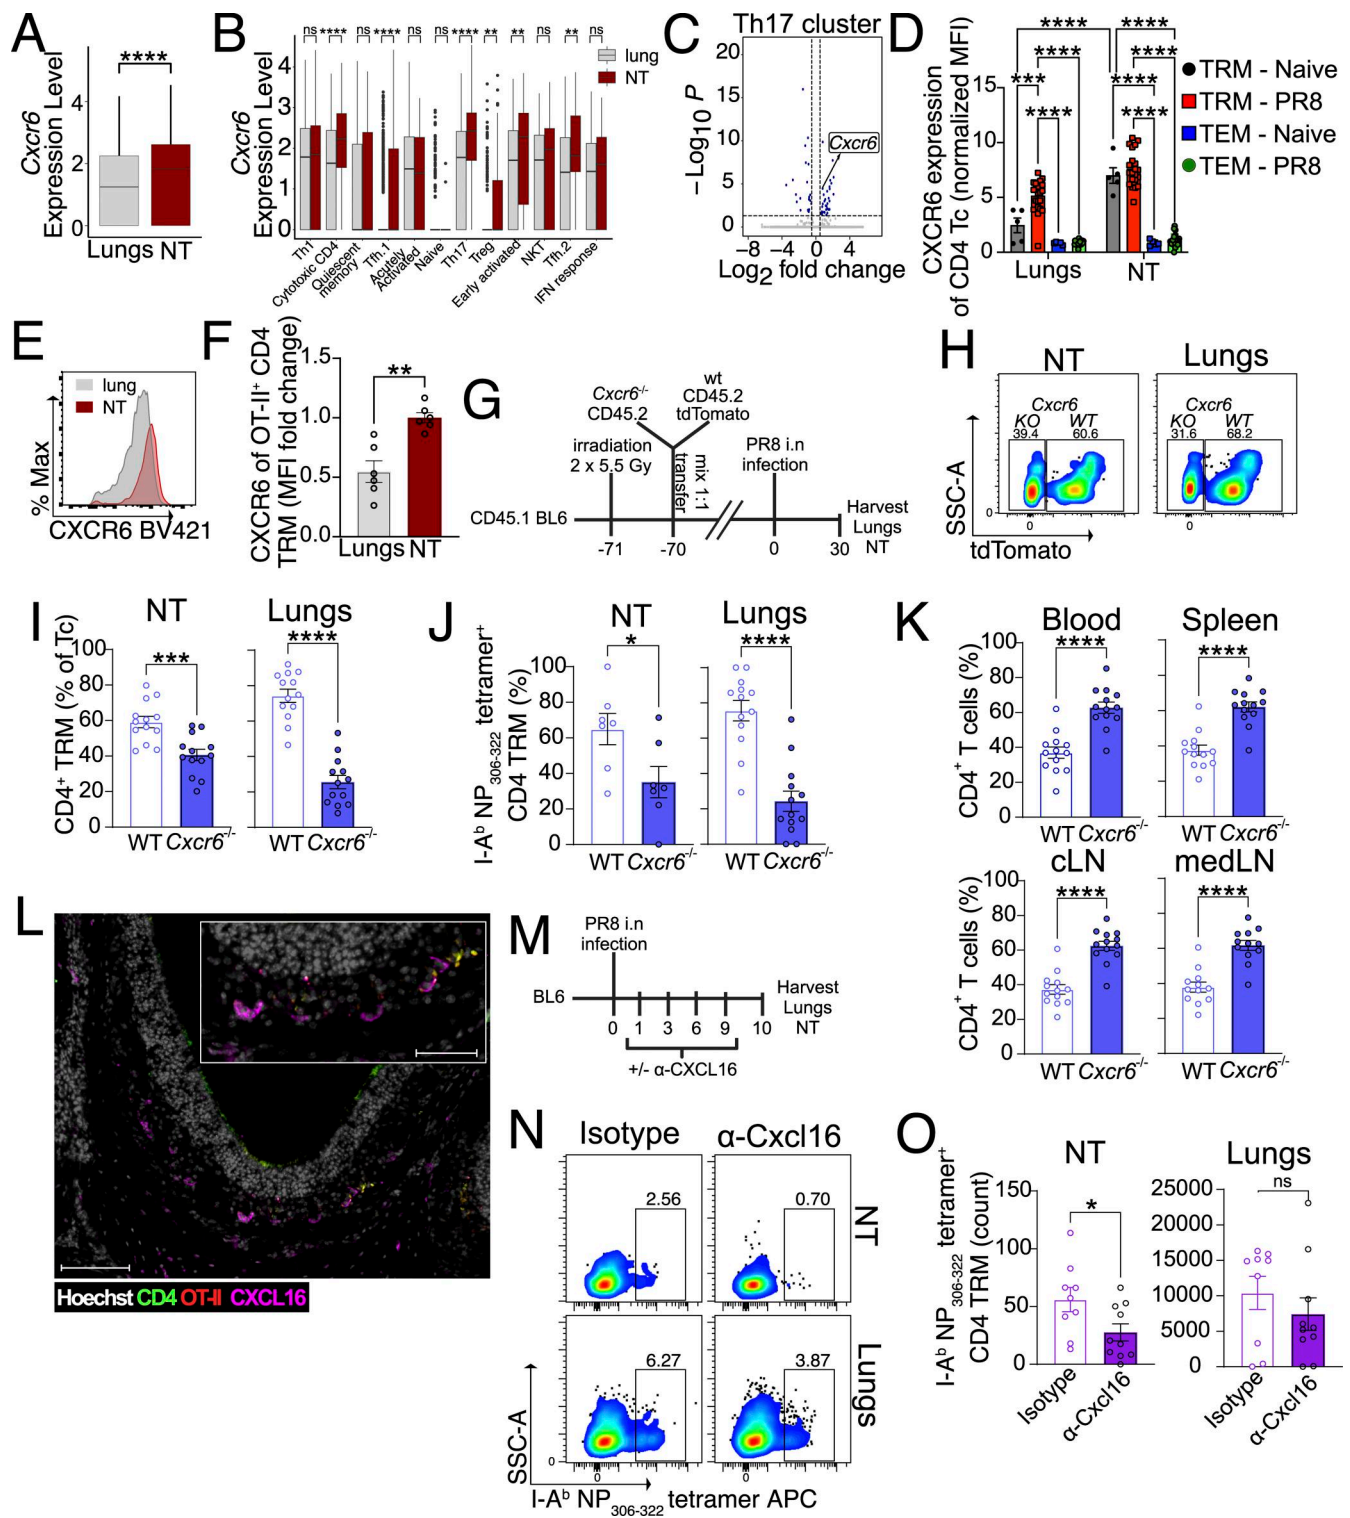 A
Cxcr6
Expression Level
4
2
0
****
Lungs NT
B
Cxcr6
Expression Level
4
3
2
1
0
ns **** ns **** ns ns **** ** ** ns ** ns
lung
NT
Th1
Cytotoxic CD4
Quiescent
memory
Tfh.1
Acutely
Activated
Naive
Th17
Treg
Early activated
NKT
Tfh.2
IFN response
C
Th17 cluster
−Log10 P
20
15
10
5
0
Cxcr6
−8 −4 0 4
Log2 fold change
D
CXCR6 expression
of CD4 Tc (normalized MFI)
15
10
5
0
**** ****
**** ****
*** ****
**** ****
Lungs NT
TRM - Naive
TRM - PR8
TEM - Naive
TEM - PR8
E
lung
NT
% Max
CXCR6 BV421
F
CXCR6 of OT-II+ CD4
TRM (MFI fold change)
1.5
1.0
0.5
0.0
**
Lungs NT
G
Cxcr6-/-
CD45.2
wt
CD45.2
tdTomato
irradiation
2 x 5.5 Gy
mix 1:1
transfer
PR8 i.n
infection
CD45.1 BL6
Harvest
Lungs
NT
-71 -70 0 30
H
NT Lungs
Cxcr6
KO WT
39.4 60.6
Cxcr6
KO WT
31.6 68.2
SSC-A
0 0
tdTomato
I
NT Lungs
CD4+ TRM (% of Tc)
100
80
60
40
20
0
*** ****
WT Cxcr6-/- WT Cxcr6-/-
J
NT Lungs
I-Ab NP306-322 tetramer+
CD4 TRM (%)
100
80
60
40
20
0
* ****
WT Cxcr6-/- WT Cxcr6-/-
K
Blood Spleen
CD4+ T cells (%)
100
80
60
40
20
0
**** ****
WT Cxcr6-/- WT Cxcr6-/-
cLN medLN
CD4+ T cells (%)
100
80
60
40
20
0
**** ****
WT Cxcr6-/- WT Cxcr6-/-
L
Hoechst CD4 OT-II CXCL16
M
PR8 i.n
infection
BL6
Harvest
Lungs
NT
0 1 3 6 9 10
+/- α-CXCL16
N
Isotype α-Cxcl16
2.56 0.70
NT
6.27 3.87
Lungs
SSC-A
0
0 0
I-Ab NP306-322 tetramer APC
O
NT Lungs
I-Ab NP306-322 tetramer+
CD4 TRM (count)
150
100
50
0
*
25000
20000
15000
10000
5000
0
ns
Isotype
α-Cxcl16
Isotype
α-Cxcl16